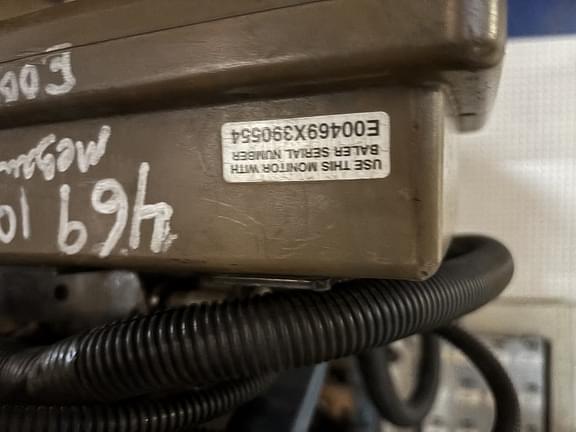 USE THIS MONITOR WITH
BALER SERIAL NUMBER
E00469X390554
469 10
E00